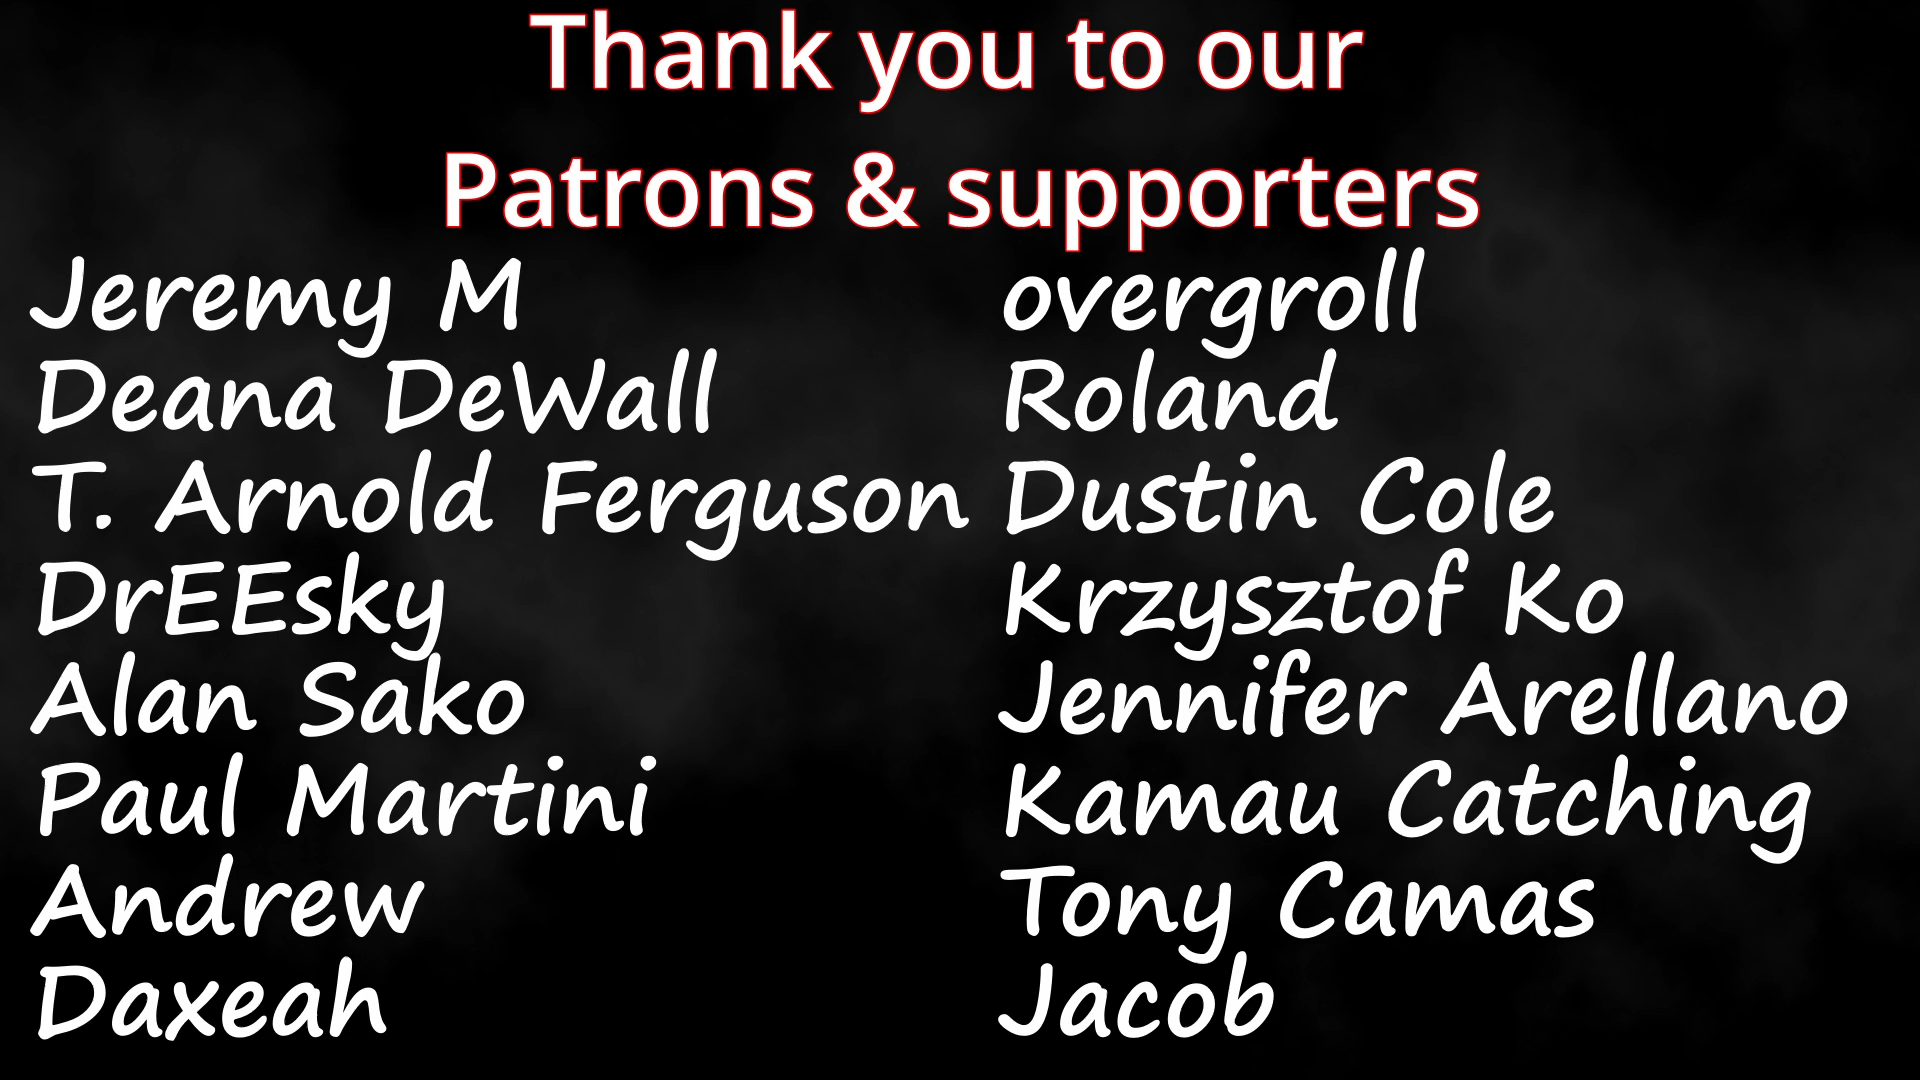 Thank you to our
Patrons & supporters
Jeremy M
Deana DeWall
T. Arnold Ferguson
DrEEsky
Alan Sako
Paul Martini
Andrew
Daxeah
overgroll
Roland
Dustin Cole
Krzysztof Ko
Jennifer Arellano
Kamau Catching
Tony Camas
Jacob